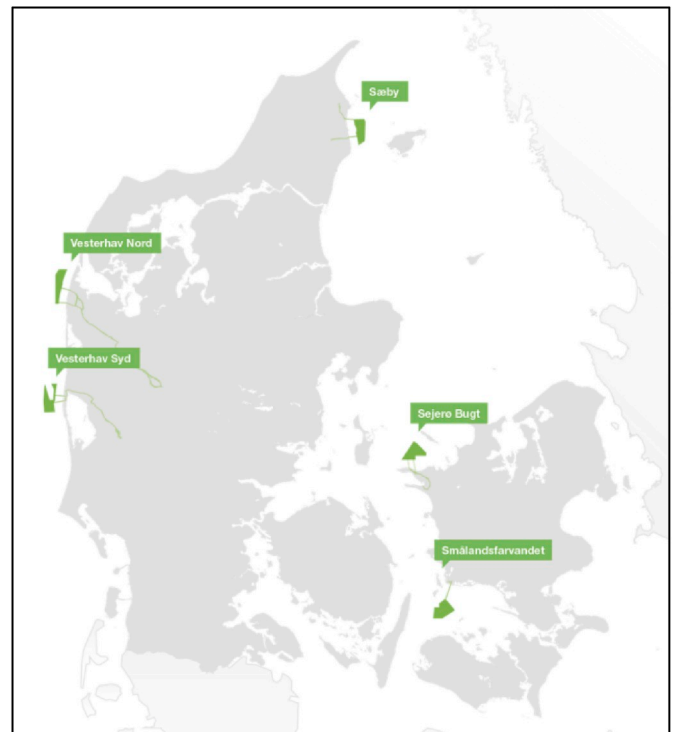 Sæby
Vesterhav Nord
Vesterhav Syd
Sejerø Bugt
Smålandsfarvandet